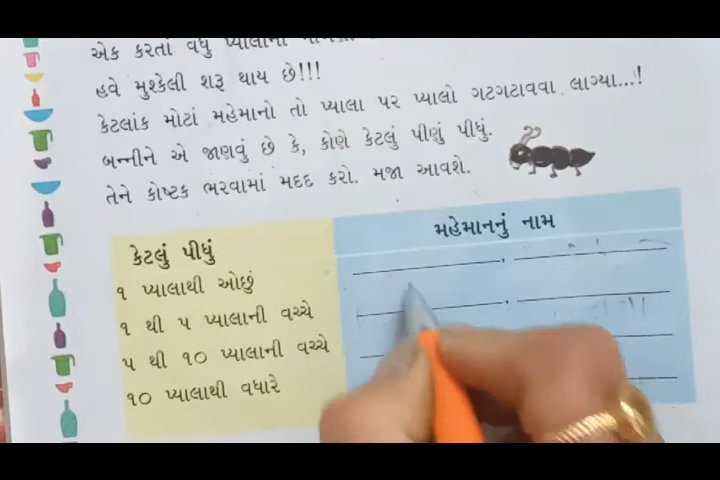 એક કરતાં વધુ પ્યાલાની
હવે મુશ્કેલી શરૂ થાય છે!!!
કેટલાંક મોટાં મહેમાનો તો પ્યાલા પર પ્યાલો ગટગટાવવા લાગ્યા...!
બન્નીને એ જાણવું છે કે, કોણે કેટલું પીણું પીધું.
તેને કોષ્ટક ભરવામાં મદદ કરો. મજા આવશે.
કેટલું પીધું
મહેમાનનું નામ
૧ પ્યાલાથી ઓછું
૧ થી ૫ પ્યાલાની વચ્ચે
૫ થી ૧૦ પ્યાલાની વચ્ચે
૧૦ પ્યાલાથી વધારે